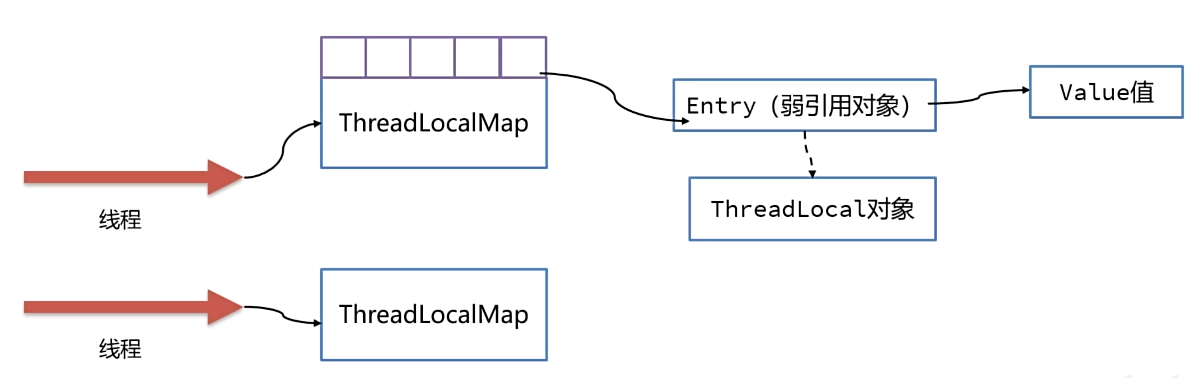 ThreadLocalMap
Entry（弱引用对象）
Value值
线程
ThreadLocal对象
ThreadLocalMap
线程